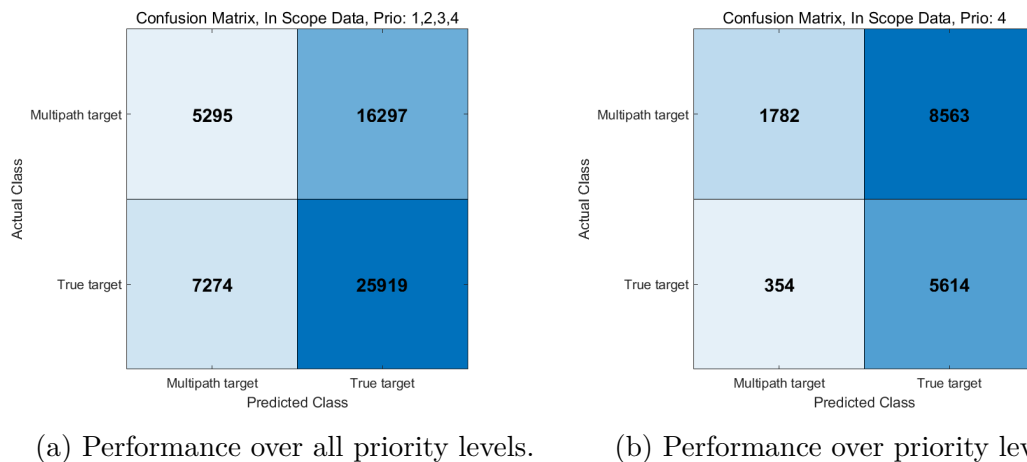 Confusion Matrix, In Scope Data, Prio: 1,2,3,4
Multipath target
5295
16297
True target
7274
25919
Actual Class
Multipath target
True target
Predicted Class
(a) Performance over all priority levels.
Confusion Matrix, In Scope Data, Prio: 4
Multipath target
1782
8563
True target
354
5614
Actual Class
Multipath target
True target
Predicted Class
(b) Performance over priority